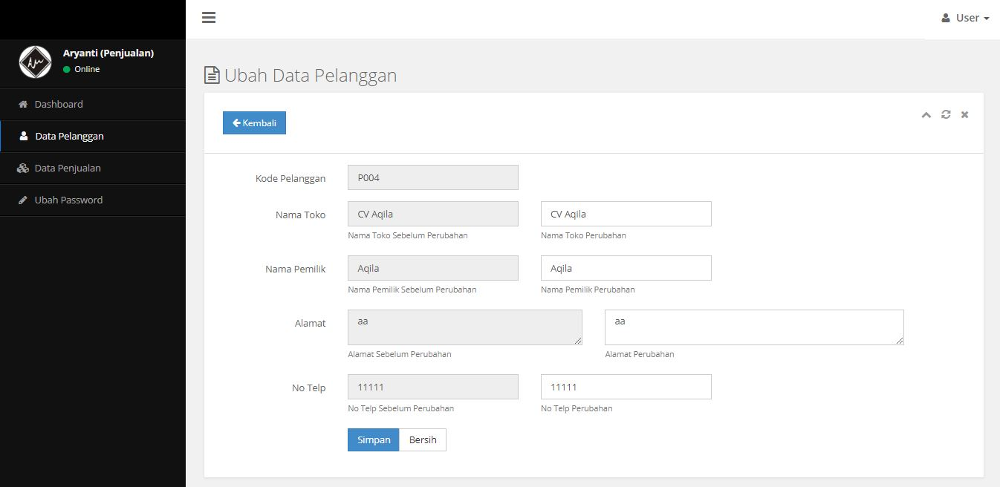 User
Aryanti (Penjualan)
Online
Dashboard
Data Pelanggan
Data Penjualan
Ubah Password
Ubah Data Pelanggan
Kembali
Kode Pelanggan P004
Nama Toko CV Aqila CV Aqila
Nama Toko Sebelum Perubahan Nama Toko Perubahan
Nama Pemilik Aqila Aqila
Nama Pemilik Sebelum Perubahan Nama Pemilik Perubahan
Alamat aa aa
Alamat Sebelum Perubahan Alamat Perubahan
No Telp 11111 11111
No Telp Sebelum Perubahan No Telp Perubahan
Simpan Bersih